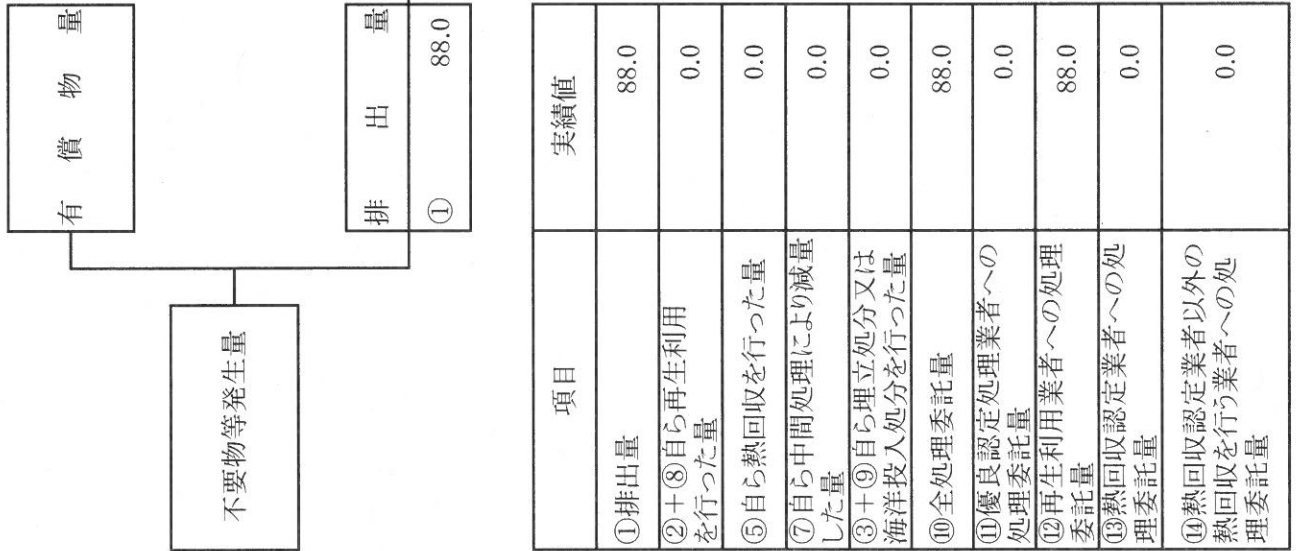 有償物量
不要物等発生量
排出量
① 88.0
項目 実績値
①排出量 88.0
②+⑧自ら再生利用
を行った量 0.0
⑤自ら熱回収を行った量 0.0
⑦自ら中間処理により減量
した量 0.0
③+⑨自ら埋立処分又は
海洋投入処分を行った量 0.0
⑩全処理委託量 88.0
⑪優良認定処理業者への
処理委託量 0.0
⑫再生利用業者への処理
委託量 88.0
⑬熱回収認定業者への処
理委託量 0.0
⑭熱回収認定業者以外の
熱回収を行う業者への処
理委託量 0.0